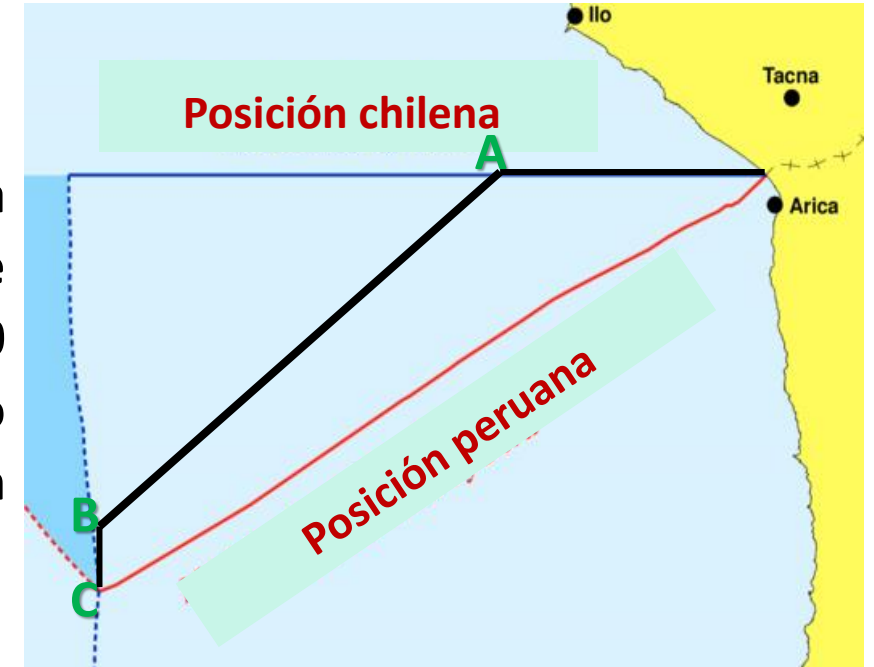 Ilo
Tacna
Posición chilena
A
Arica
Posición peruana
B
C